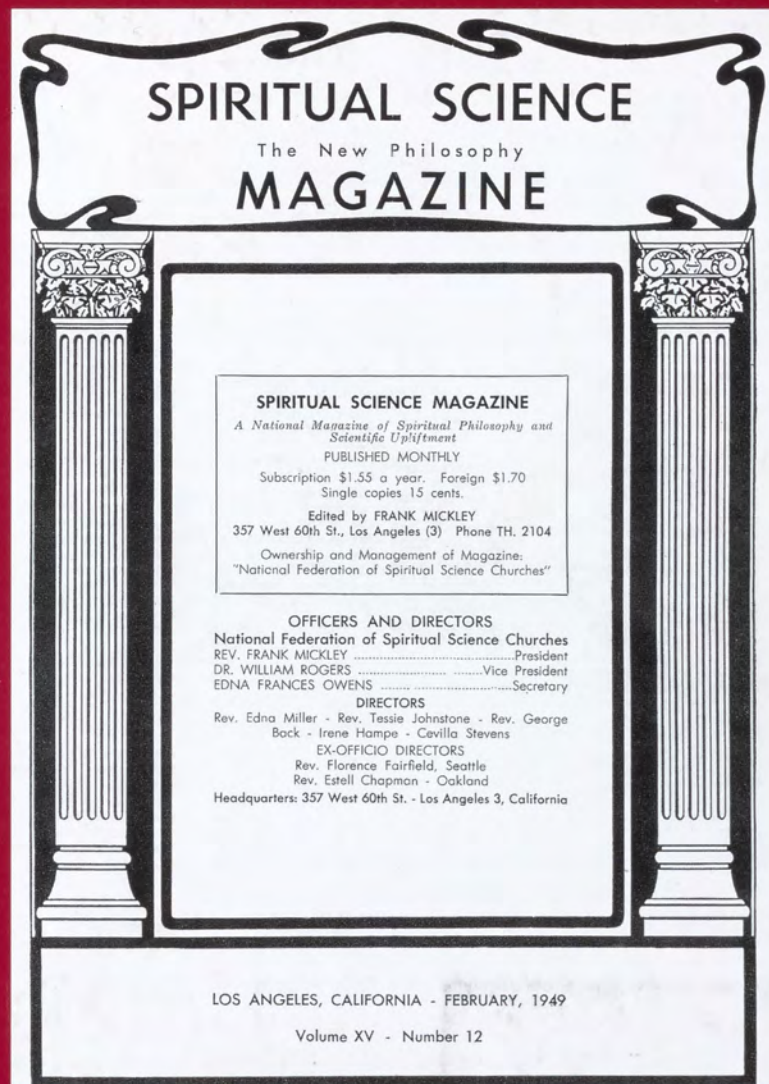 SPIRITUAL SCIENCE
The New Philosophy
MAGAZINE
SPIRITUAL SCIENCE MAGAZINE
A National Magazine of Spiritual Philosophy and
Scientific Upliftment
PUBLISHED MONTHLY
Subscription $1.55 a year. Foreign $1.70
Single copies 15 cents.
Edited by FRANK MICKLEY
357 West 60th St., Los Angeles (3) Phone TH. 2104
Ownership and Management of Magazine:
"National Federation of Spiritual Science Churches"
OFFICERS AND DIRECTORS
National Federation of Spiritual Science Churches
REV. FRANK MICKLEY ................................................President
DR. WILLIAM ROGERS .......................... ........Vice President
EDNA FRANCES OWENS ........ ..........................Secretary
DIRECTORS
Rev. Edna Miller - Rev. Tessie Johnstone - Rev. George
Bock - Irene Hampe - Cevilla Stevens
EX-OFFICIO DIRECTORS
Rev. Florence Fairfield, Seattle
Rev. Estell Chapman - Oakland
Headquarters: 357 West 60th St. - Los Angeles 3, California
LOS ANGELES, CALIFORNIA - FEBRUARY, 1949
Volume XV - Number 12